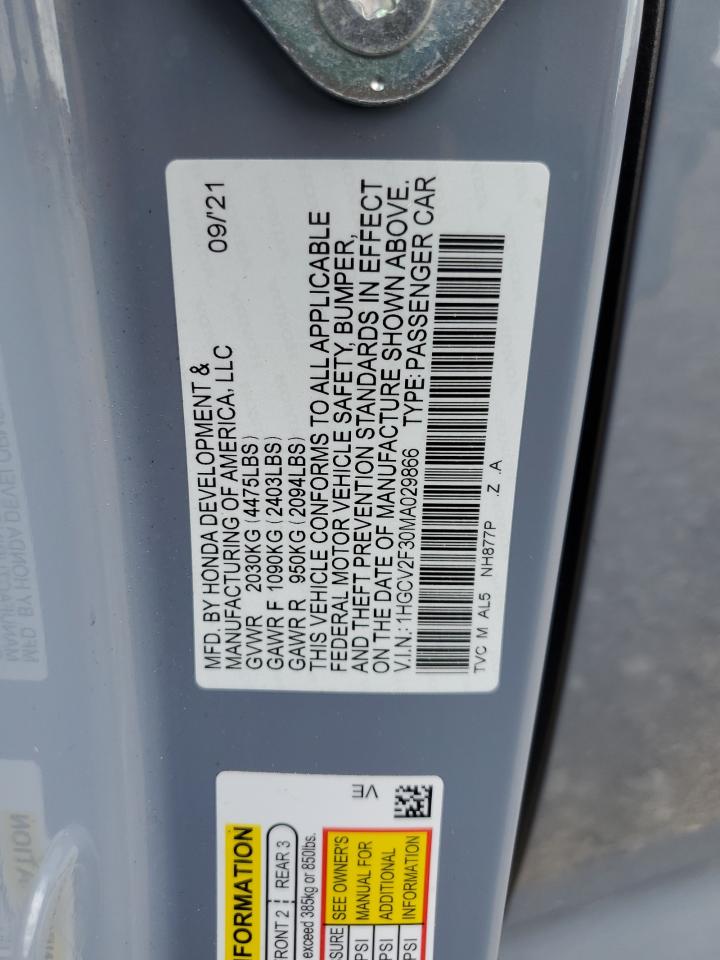 MFD. BY HONDA DEVELOPMENT & 09/'21
MANUFACTURING OF AMERICA, LLC
GVWR 2030KG (4475LBS)
GAWR F 1090KG (2403LBS)
GAWR R 950KG (2094LBS)
THIS VEHICLE CONFORMS TO ALL APPLICABLE
FEDERAL MOTOR VEHICLE SAFETY, BUMPER,
AND THEFT PREVENTION STANDARDS IN EFFECT
ON THE DATE OF MANUFACTURE SHOWN ABOVE.
V.I.N.: 1HGCV2F30MA029866 TYPE: PASSENGER CAR
TVC M AL5 NH877P .Z .A
FORMATION
RONT 2 REAR 3
exceed 385kg or 850lbs.
SURE SEE OWNER'S
PSI MANUAL FOR
PSI ADDITIONAL
PSI INFORMATION
VE